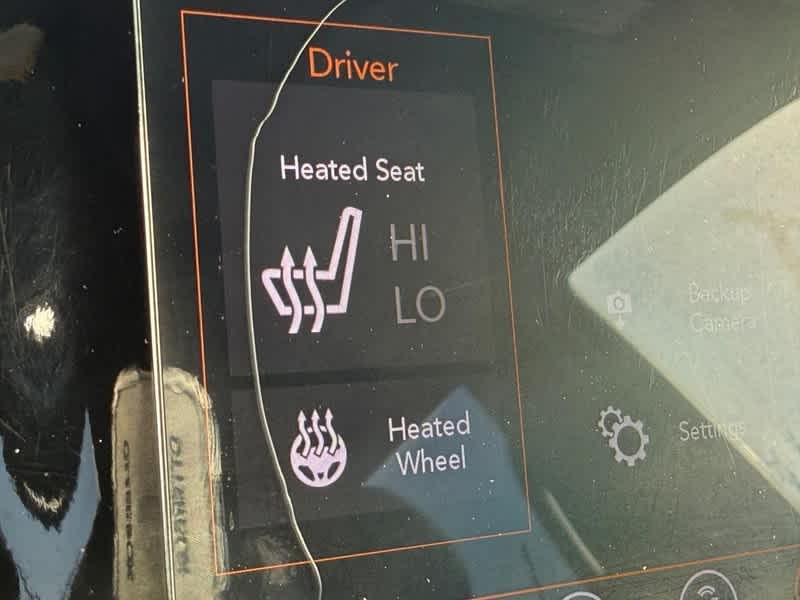 Driver
Heated Seat
HI
LO
Backup
Camera
Heated
Wheel
Settings